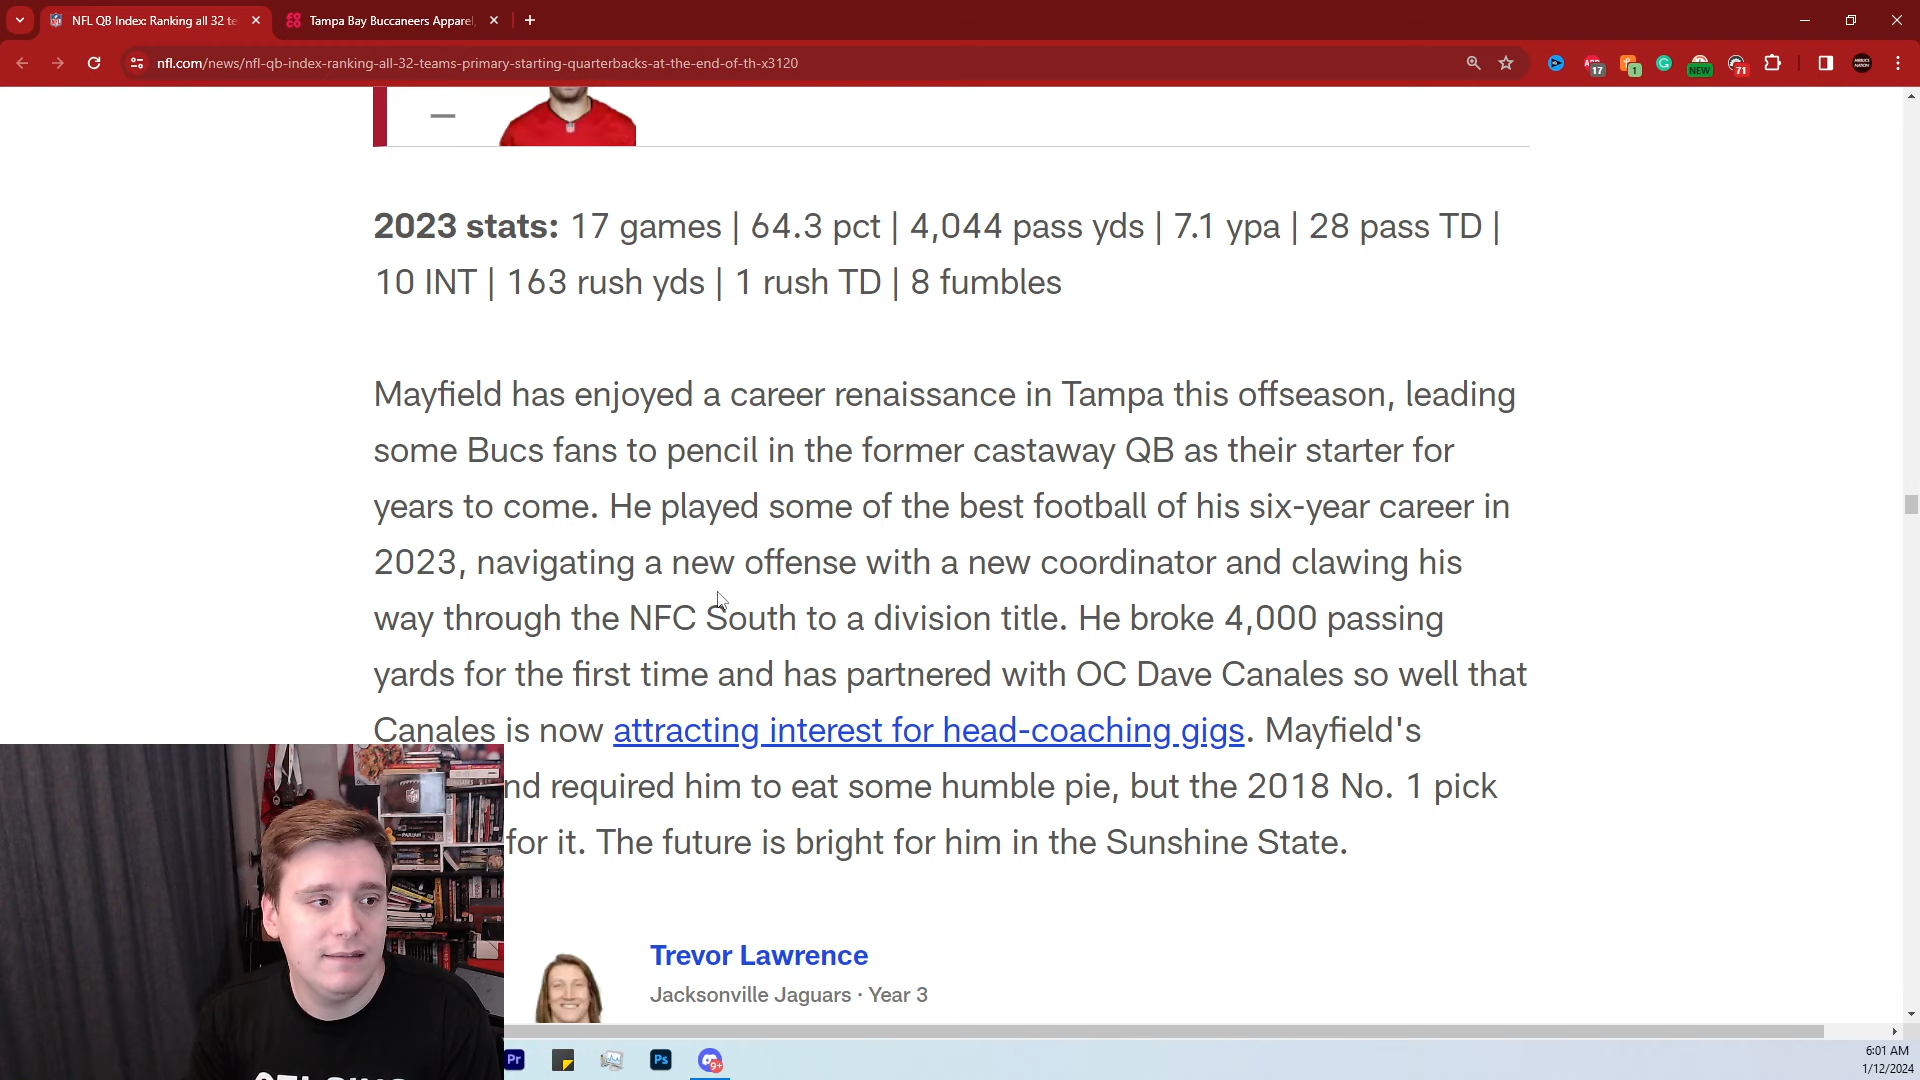 NFL QB Index: Ranking all 32 te
Tampa Bay Buccaneers Apparel,
nfl.com/news/nfl-qb-index-ranking-all-32-teams-primary-starting-quarterbacks-at-the-end-of-th-x3120
17
1
NEW
71
2023 stats: 17 games | 64.3 pct | 4,044 pass yds | 7.1 ypa | 28 pass TD |
10 INT | 163 rush yds | 1 rush TD | 8 fumbles
Mayfield has enjoyed a career renaissance in Tampa this offseason, leading
some Bucs fans to pencil in the former castaway QB as their starter for
years to come. He played some of the best football of his six-year career in
2023, navigating a new offense with a new coordinator and clawing his
way through the NFC South to a division title. He broke 4,000 passing
yards for the first time and has partnered with OC Dave Canales so well that
Canales is now attracting interest for head-coaching gigs. Mayfield's
nd required him to eat some humble pie, but the 2018 No. 1 pick
for it. The future is bright for him in the Sunshine State.
Trevor Lawrence
Jacksonville Jaguars · Year 3
Pr
Ps
9+
6:01 AM
1/12/2024